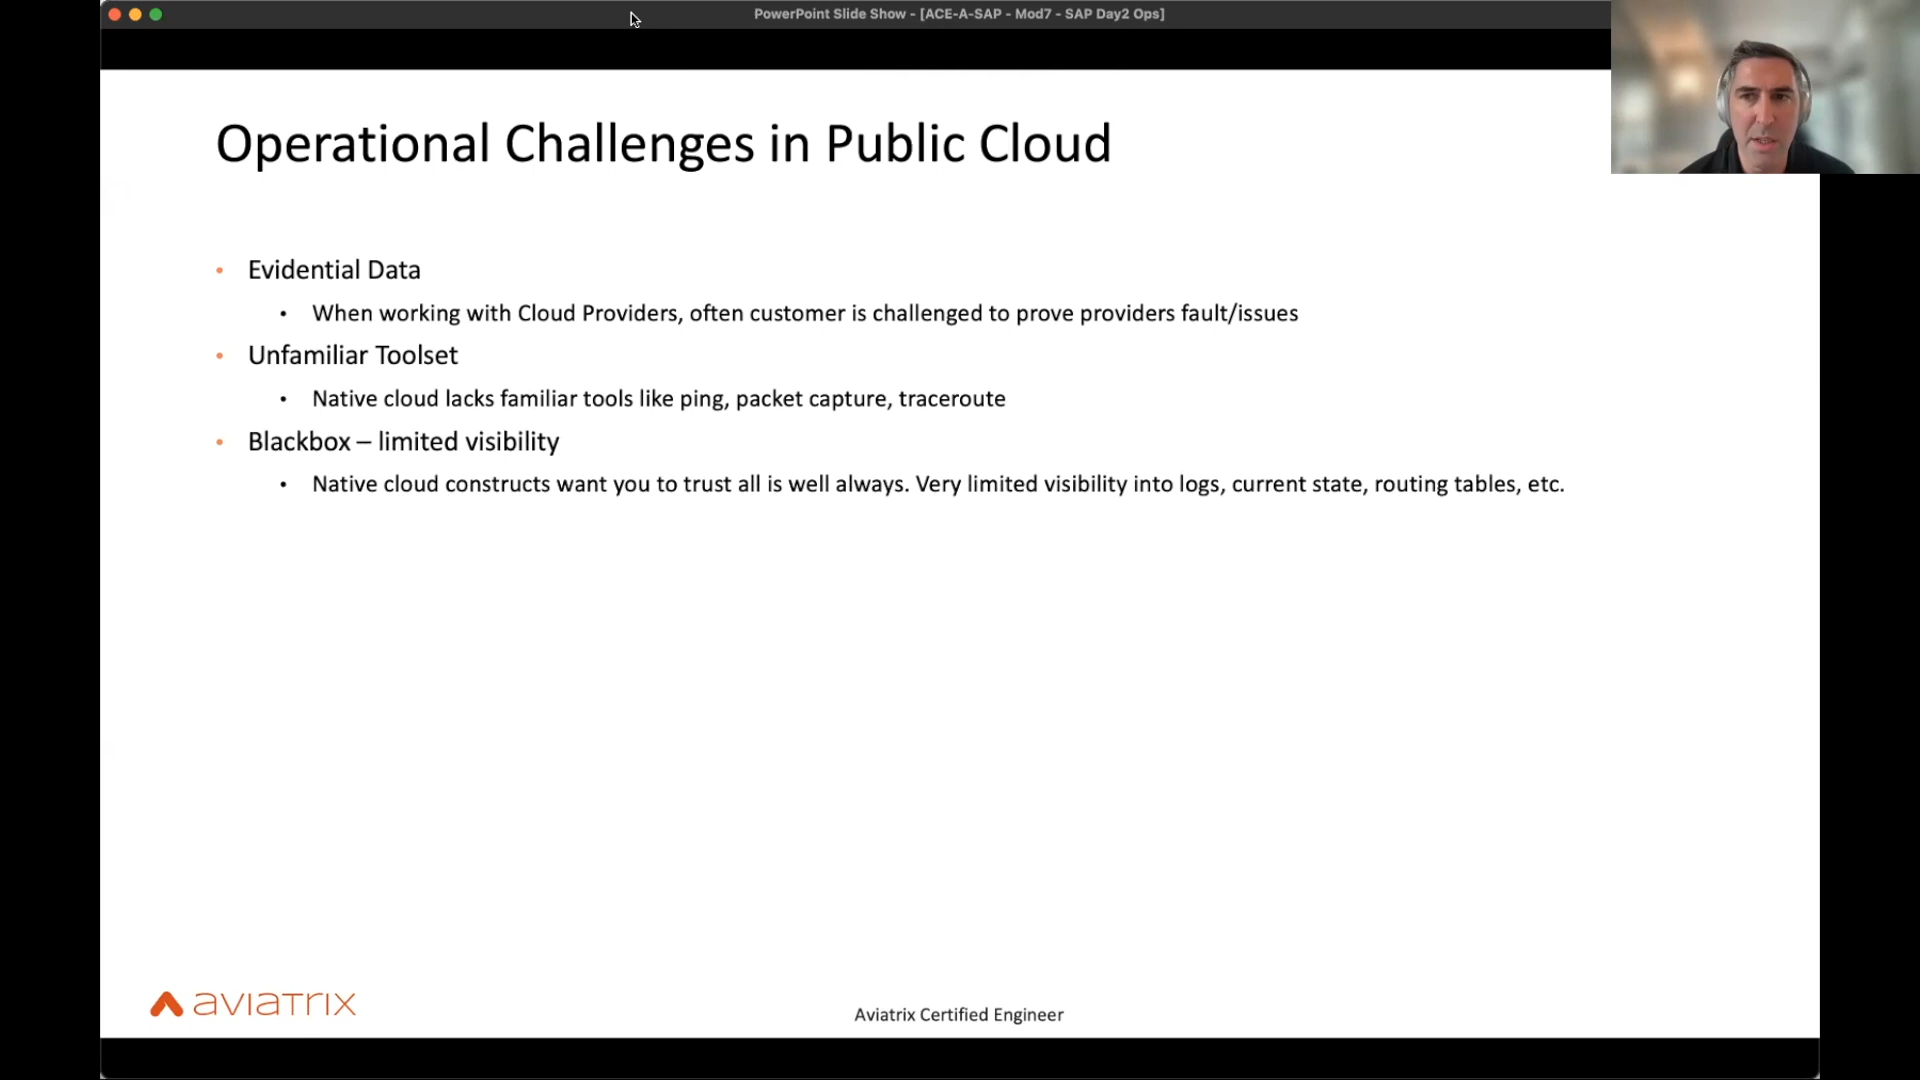 PowerPoint Slide Show - [ACE-A-SAP - Mod7 - SAP Day2 Ops]
Operational Challenges in Public Cloud
• Evidential Data
• When working with Cloud Providers, often customer is challenged to prove providers fault/issues
• Unfamiliar Toolset
• Native cloud lacks familiar tools like ping, packet capture, traceroute
• Blackbox – limited visibility
• Native cloud constructs want you to trust all is well always. Very limited visibility into logs, current state, routing tables, etc.
aviatrix
Aviatrix Certified Engineer